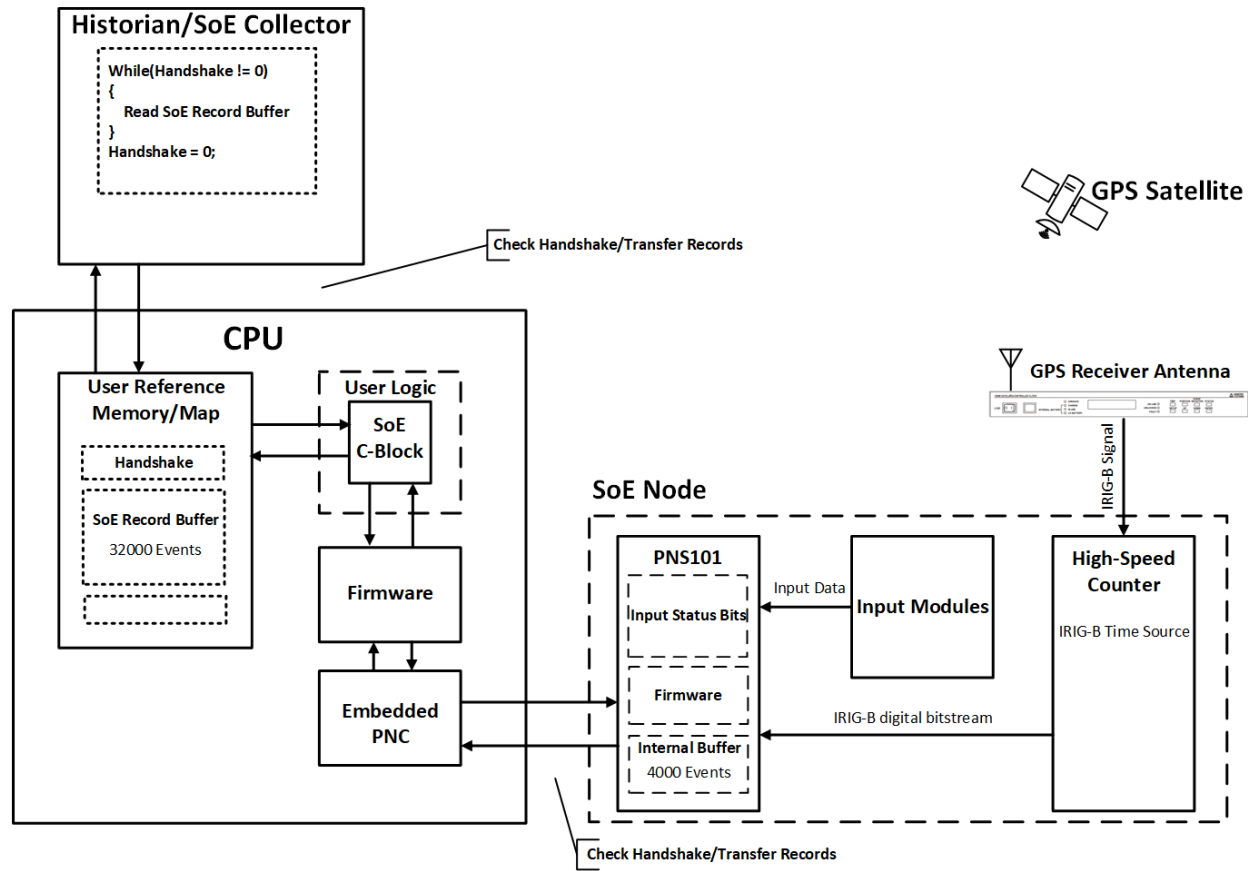 Historian/SoE Collector
While(Handshake != 0)
{
Read SoE Record Buffer
}
Handshake = 0;
GPS Satellite
Check Handshake/Transfer Records
CPU
User Reference
Memory/Map
Handshake
SoE Record Buffer
32000 Events
User Logic
SoE
C-Block
Firmware
Embedded
PNC
GPS Receiver Antenna
IRIG-B Signal
SoE Node
PNS101
Input Status Bits
Firmware
Internal Buffer
4000 Events
Input Data
Input Modules
IRIG-B digital bitstream
High-Speed
Counter
IRIG-B Time Source
Check Handshake/Transfer Records